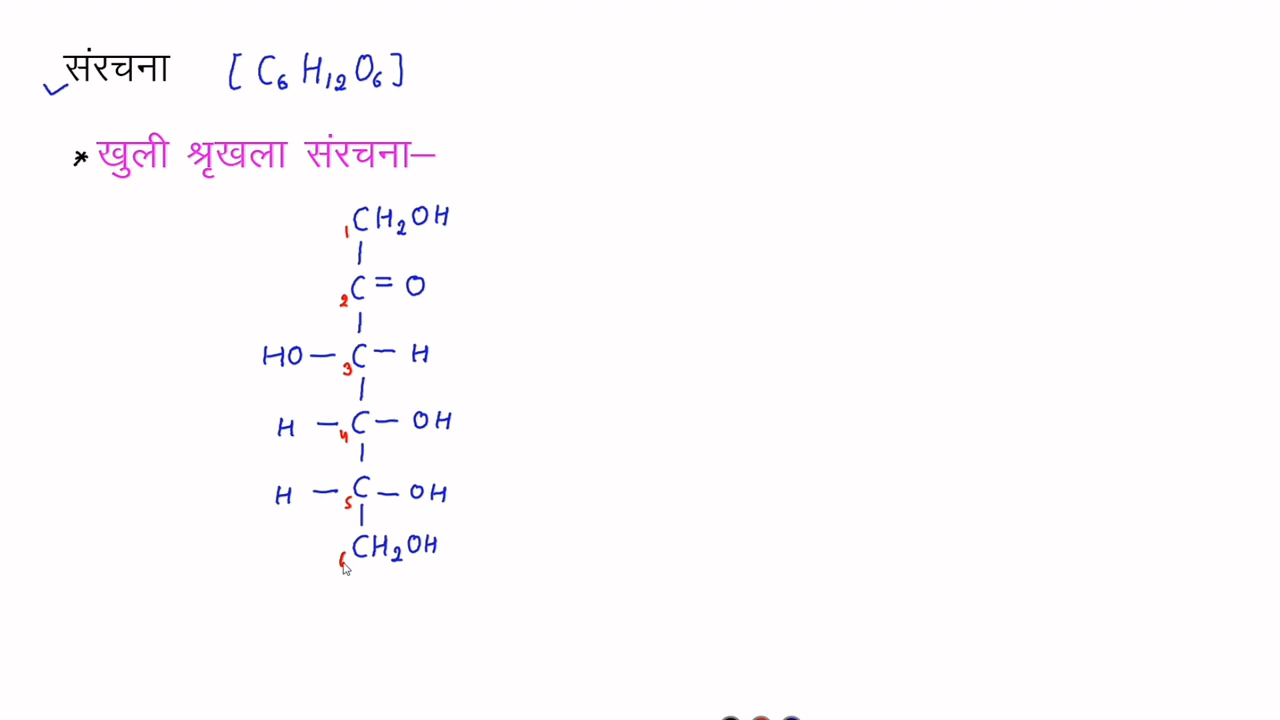 संरचना [C₆H₁₂O₆]
* खुली श्रृखला संरचना–
1CH₂OH
2C=O
HO–3C–H
H–4C–OH
H–5C–OH
6CH₂OH